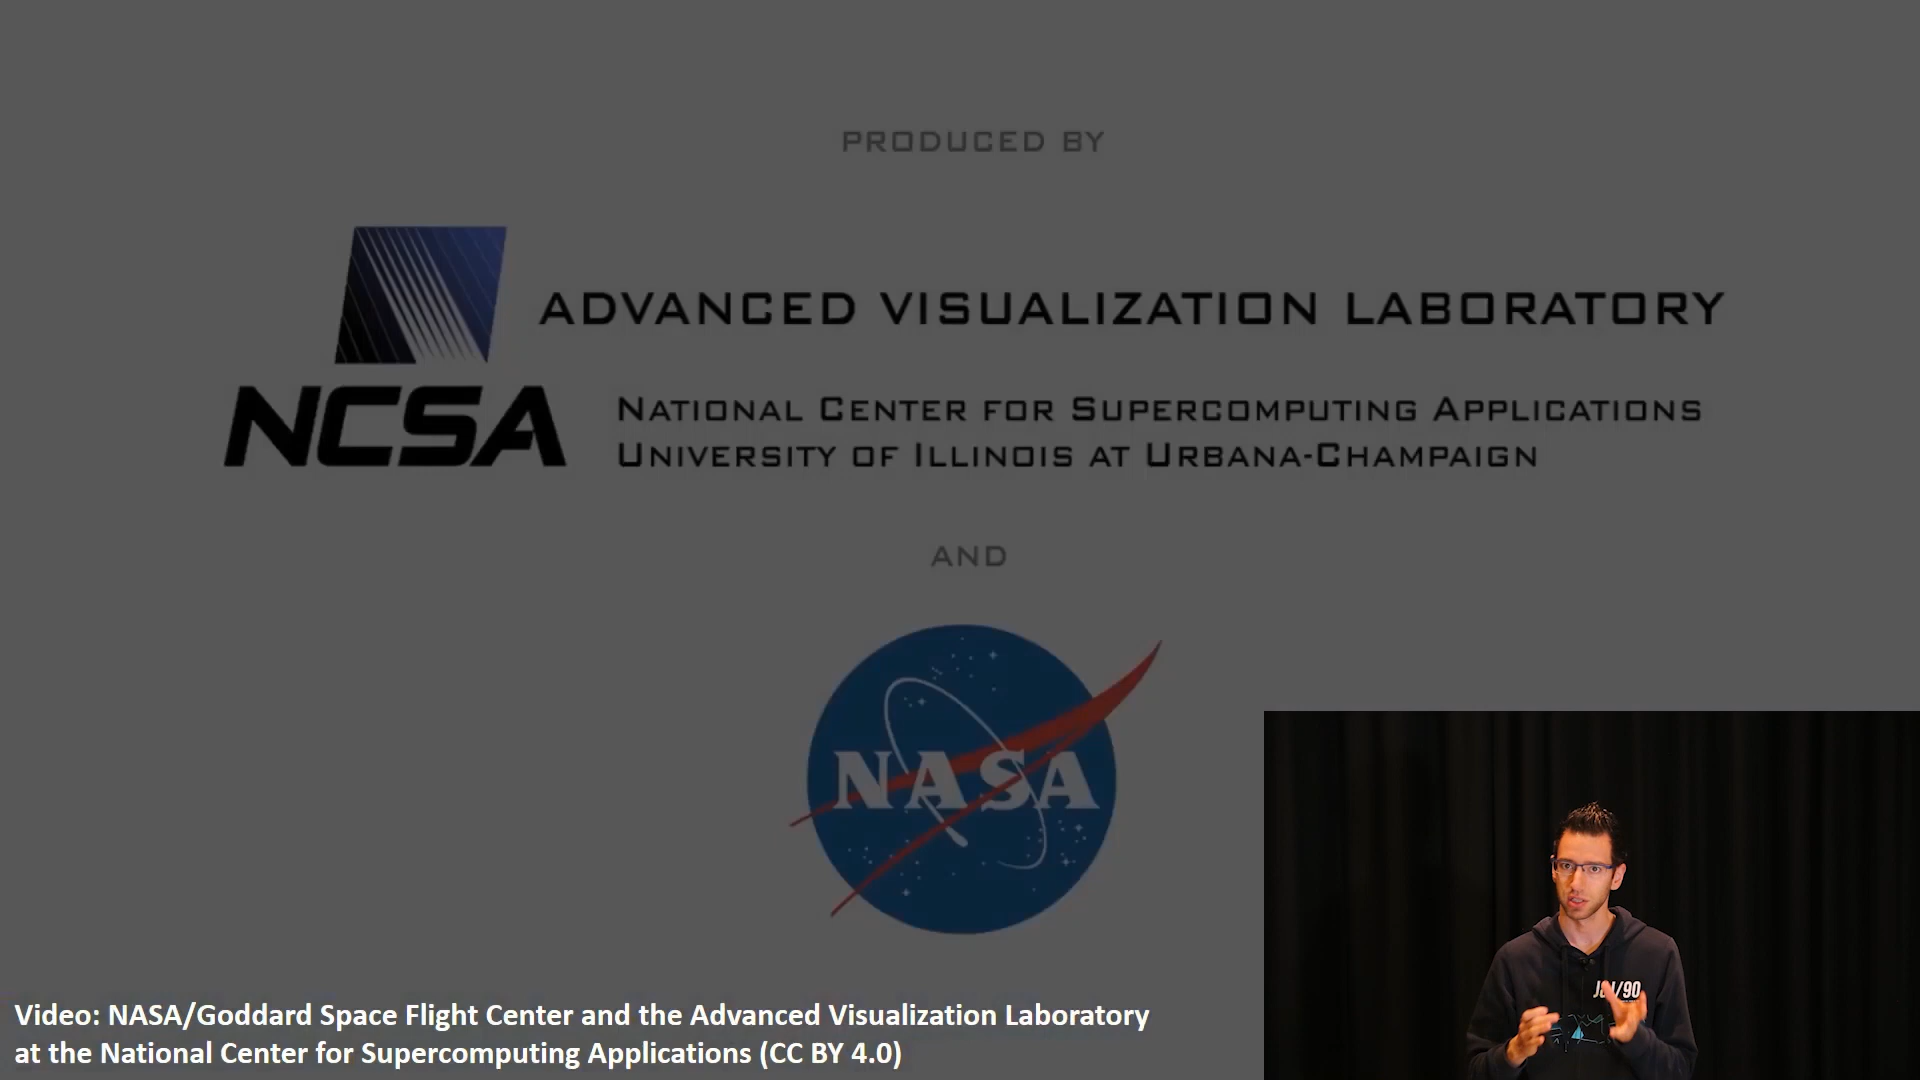 PRODUCED BY
ADVANCED VISUALIZATION LABORATORY
NCSA
NATIONAL CENTER FOR SUPERCOMPUTING APPLICATIONS
UNIVERSITY OF ILLINOIS AT URBANA-CHAMPAIGN
AND
NASA
Video: NASA/Goddard Space Flight Center and the Advanced Visualization Laboratory
at the National Center for Supercomputing Applications (CC BY 4.0)